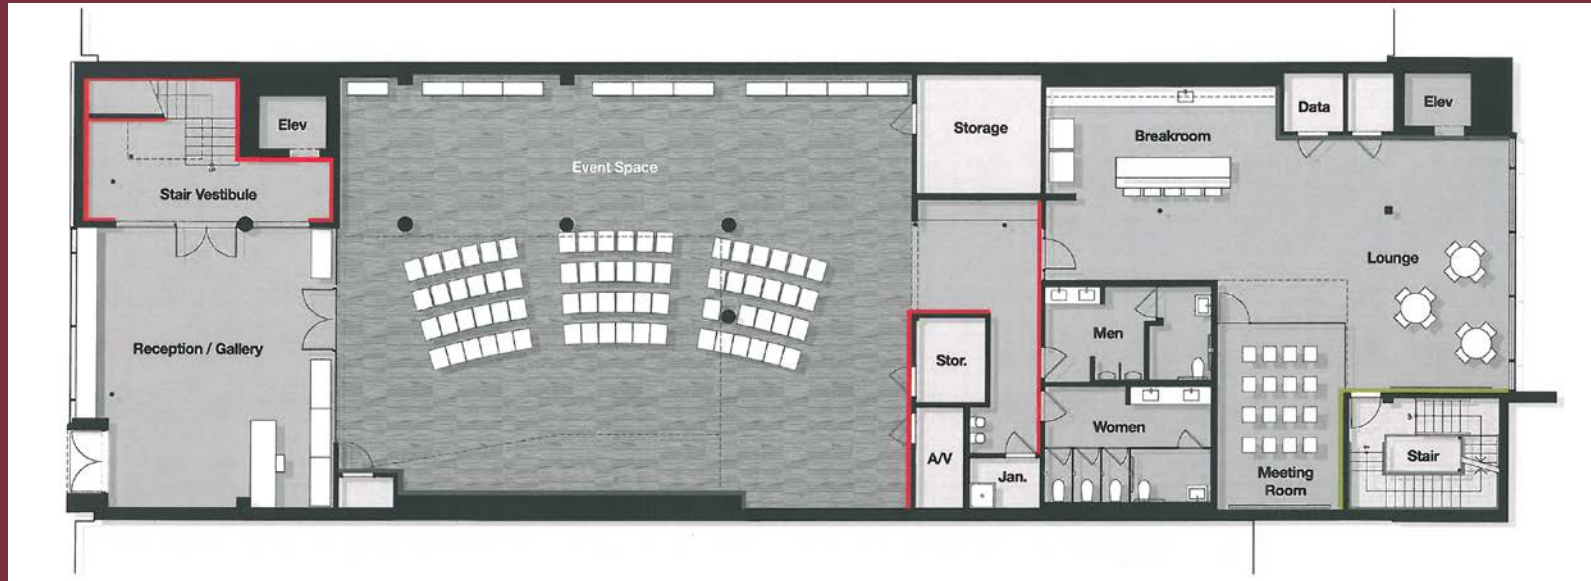 Elev
Stair Vestibule
Reception / Gallery
Event Space
Storage
Stor.
A/V
Jan.
Breakroom
Data
Elev
Lounge
Men
Women
Meeting
Room
Stair